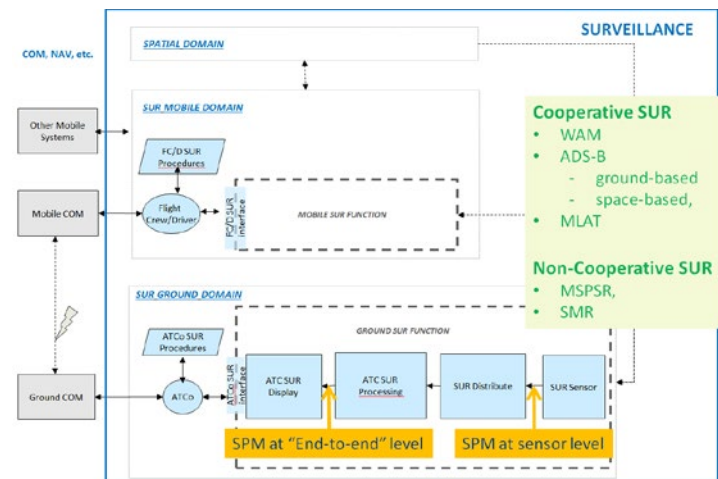 SURVEILLANCE
COM, NAV, etc.
SPATIAL DOMAIN
SUR MOBILE DOMAIN
Other Mobile
Systems
FC/D SUR
Procedures
Mobile COM
Flight
Crew/Driver
FC/D SUR
interface
MOBILE SUR FUNCTION
Cooperative SUR
• WAM
• ADS-B
- ground-based
- space-based,
• MLAT
Non-Cooperative SUR
• MSPSR,
• SMR
SUR GROUND DOMAIN
ATCo SUR
Procedures
GROUND SUR FUNCTION
Ground COM
ATCo
ATCo SUR
interface
ATC SUR
Display
ATC SUR
Processing
SUR Distribute
SUR Sensor
SPM at “End-to-end” level
SPM at sensor level